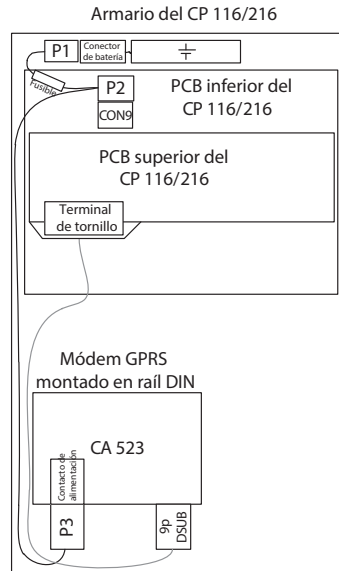 Armario del CP 116/216
P1
Conector
de batería
Fusible
P2
CON9
PCB inferior del
CP 116/216
PCB superior del
CP 116/216
Terminal
de tornillo
Módem GPRS
montado en raíl DIN
CA 523
Contacto de
alimentación
P3
9p
DSUB